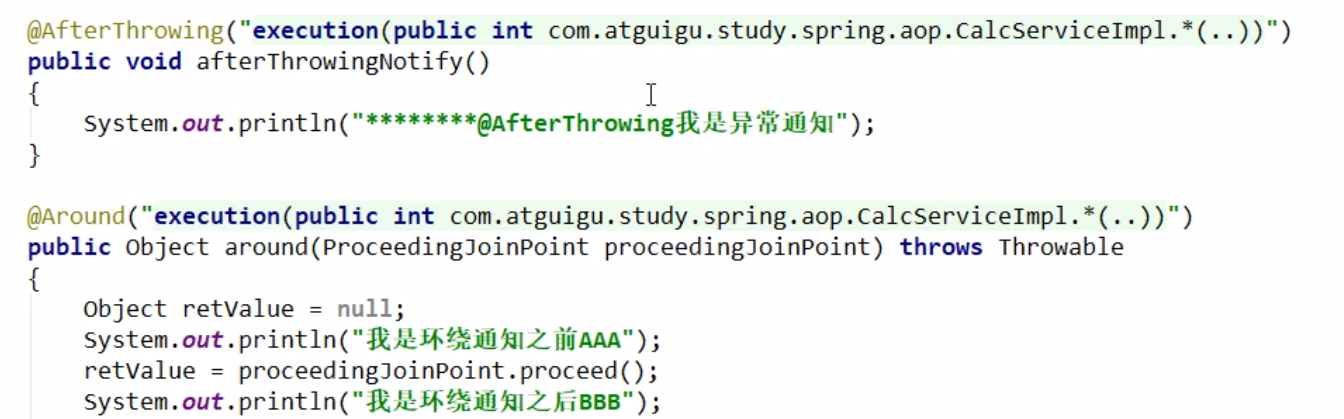 @AfterThrowing("execution(public int com.atguigu.study.spring.aop.CalcServiceImpl.*(..))")
public void afterThrowingNotify()
{
    System.out.println("********@AfterThrowing我是异常通知");
}
@Around("execution(public int com.atguigu.study.spring.aop.CalcServiceImpl.*(..))")
public Object around(ProceedingJoinPoint proceedingJoinPoint) throws Throwable
{
    Object retValue = null;
    System.out.println("我是环绕通知之前AAA");
    retValue = proceedingJoinPoint.proceed();
    System.out.println("我是环绕通知之后BBB");